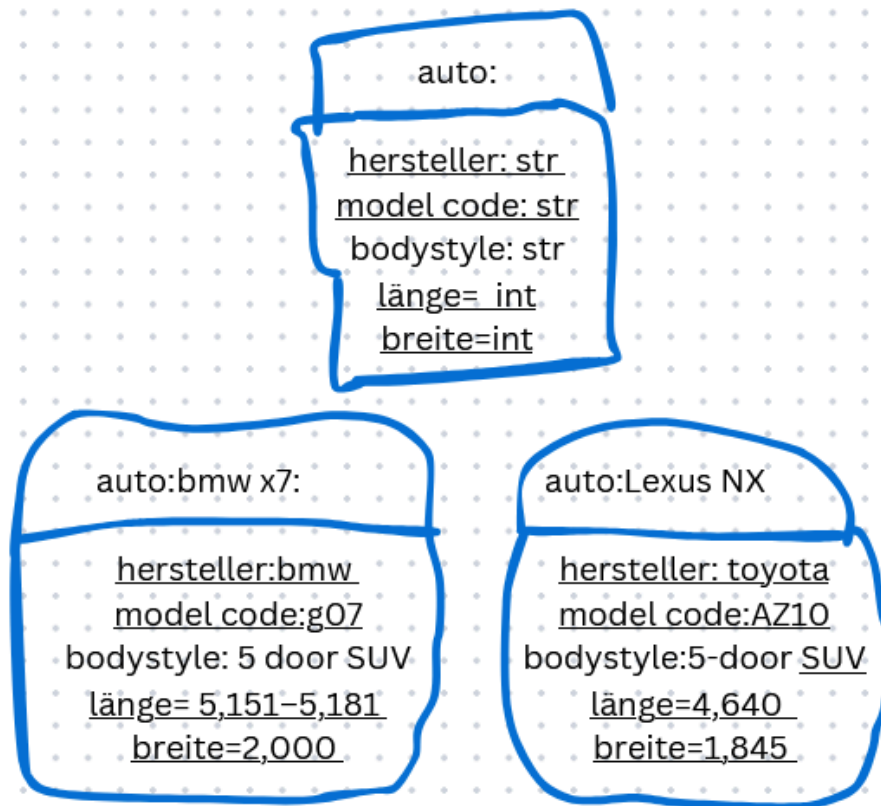 auto:
hersteller: str
model code: str
bodystyle: str
länge=  int
breite=int
auto:bmw x7:
hersteller:bmw
model code:g07
bodystyle: 5 door SUV
länge= 5,151–5,181
breite=2,000
auto:Lexus NX
hersteller: toyota
model code:AZ10
bodystyle:5-door SUV
länge=4,640
breite=1,845